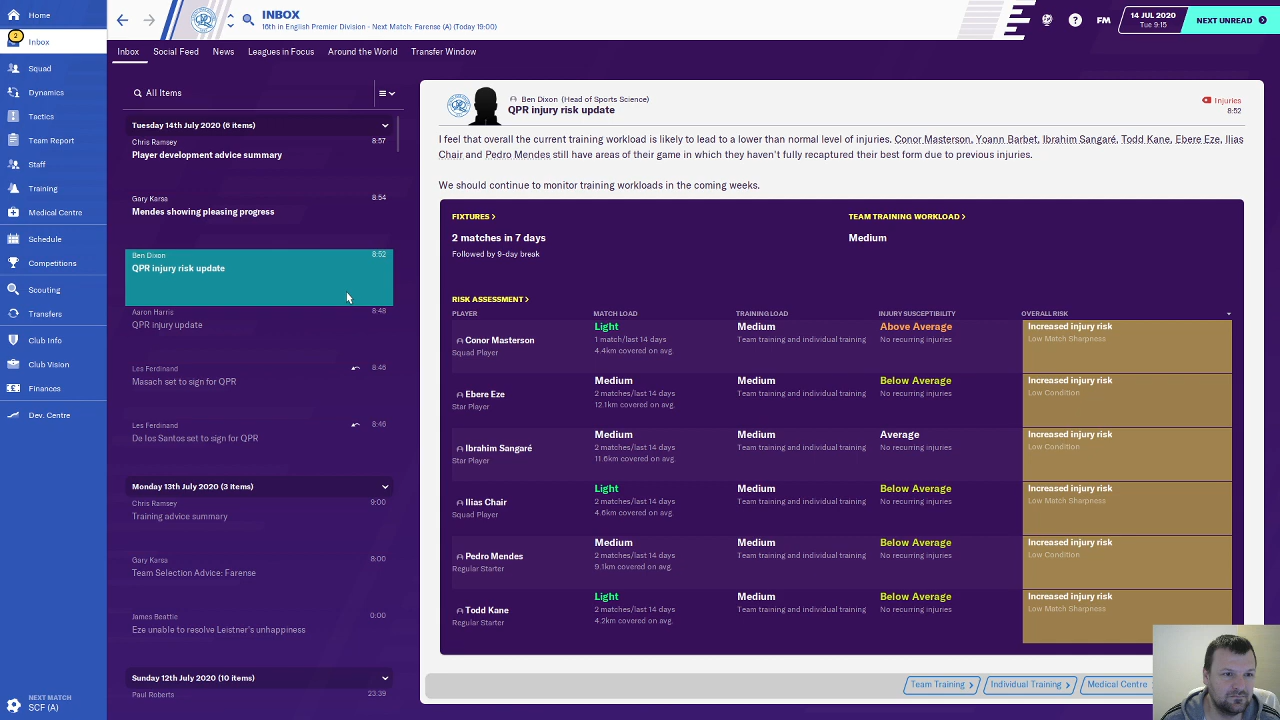 Home
2
Inbox
Squad
Dynamics
Tactics
Team Report
Staff
Training
Medical Centre
Schedule
Competitions
Scouting
Transfers
Club Info
Club Vision
Finances
Dev. Centre
NEXT MATCH
SCF (A)
INBOX
16th in English Premier Division - Next Match: Farense (A) (Today 19:00)
?
FM
14 JUL 2020
Tue 9:15
NEXT UNREAD
Inbox Social Feed News Leagues in Focus Around the World Transfer Window
All Items
Tuesday 14th July 2020 (6 items)
Chris Ramsey 8:57
Player development advice summary
Gary Karsa 8:54
Mendes showing pleasing progress
Ben Dixon 8:52
QPR injury risk update
Aaron Harris 8:48
QPR injury update
Les Ferdinand 8:46
Masach set to sign for QPR
Les Ferdinand 8:46
De los Santos set to sign for QPR
Monday 13th July 2020 (3 items)
Chris Ramsey 9:00
Training advice summary
Gary Karsa 8:00
Team Selection Advice: Farense
James Beattie 0:00
Eze unable to resolve Leistner's unhappiness
Sunday 12th July 2020 (10 items)
Paul Roberts 23:39
Ben Dixon (Head of Sports Science)
QPR injury risk update
Injuries
8:52
I feel that overall the current training workload is likely to lead to a lower than normal level of injuries. Conor Masterson, Yoann Barbet, Ibrahim Sangaré, Todd Kane, Ebere Eze, Ilias
Chair and Pedro Mendes still have areas of their game in which they haven't fully recaptured their best form due to previous injuries.
We should continue to monitor training workloads in the coming weeks.
FIXTURES > TEAM TRAINING WORKLOAD >
2 matches in 7 days Medium
Followed by 9-day break
RISK ASSESSMENT >
PLAYER MATCH LOAD TRAINING LOAD INJURY SUSCEPTIBILITY OVERALL RISK
Conor Masterson Light Medium Above Average Increased injury risk
Squad Player 1 match/last 14 days Team training and individual training No recurring injuries Low Match Sharpness
4.4km covered on avg.
Ebere Eze Medium Medium Below Average Increased injury risk
Star Player 2 matches/last 14 days Team training and individual training No recurring injuries Low Condition
12.1km covered on avg.
Ibrahim Sangaré Medium Medium Average Increased injury risk
Star Player 2 matches/last 14 days Team training and individual training No recurring injuries Low Condition
11.6km covered on avg.
Ilias Chair Light Medium Below Average Increased injury risk
Squad Player 2 matches/last 14 days Team training and individual training No recurring injuries Low Match Sharpness
4.6km covered on avg.
Pedro Mendes Medium Medium Below Average Increased injury risk
Regular Starter 2 matches/last 14 days Team training and individual training No recurring injuries Low Condition
9.1km covered on avg.
Todd Kane Light Medium Below Average Increased injury risk
Regular Starter 2 matches/last 14 days Team training and individual training No recurring injuries Low Match Sharpness
4.2km covered on avg.
Team Training > Individual Training > Medical Centre